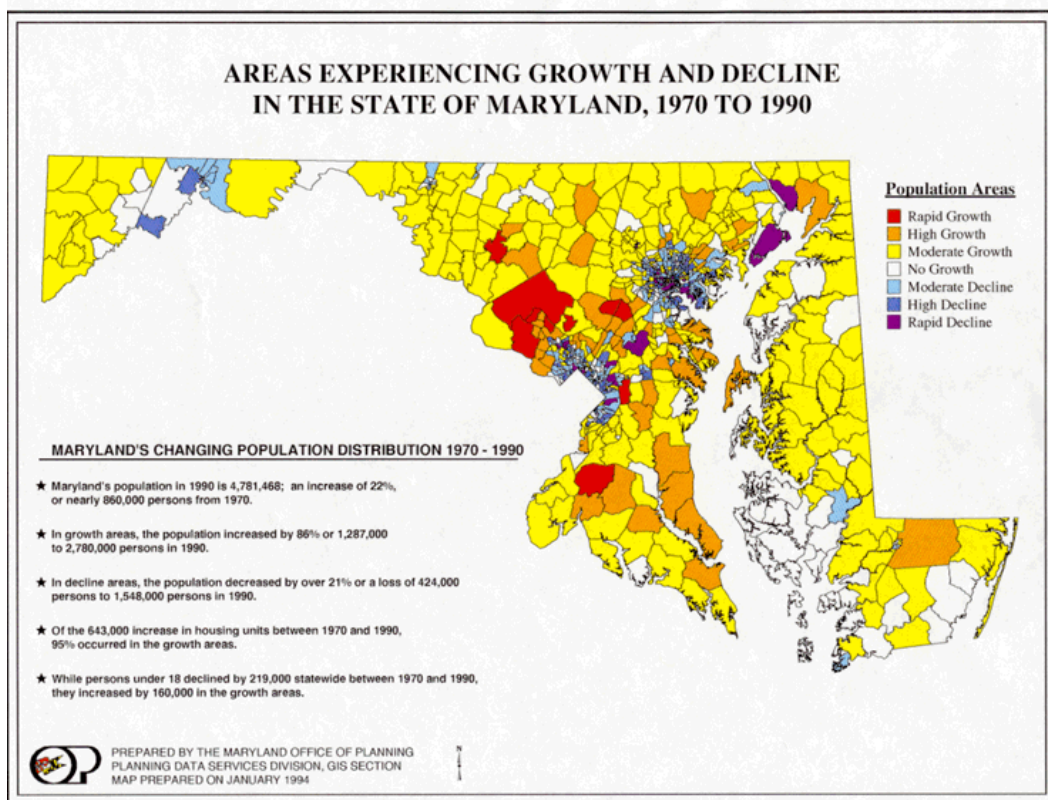 AREAS EXPERIENCING GROWTH AND DECLINE
IN THE STATE OF MARYLAND, 1970 TO 1990
Population Areas
Rapid Growth
High Growth
Moderate Growth
No Growth
Moderate Decline
High Decline
Rapid Decline
MARYLAND'S CHANGING POPULATION DISTRIBUTION 1970 - 1990
★ Maryland's population in 1990 is 4,781,468; an increase of 22%,
or nearly 860,000 persons from 1970.
★ In growth areas, the population increased by 86% or 1,287,000
to 2,780,000 persons in 1990.
★ In decline areas, the population decreased by over 21% or a loss of 424,000
persons to 1,548,000 persons in 1990.
★ Of the 643,000 increase in housing units between 1970 and 1990,
95% occurred in the growth areas.
★ While persons under 18 declined by 219,000 statewide between 1970 and 1990,
they increased by 160,000 in the growth areas.
OP
PREPARED BY THE MARYLAND OFFICE OF PLANNING
PLANNING DATA SERVICES DIVISION, GIS SECTION
MAP PREPARED ON JANUARY 1994
N